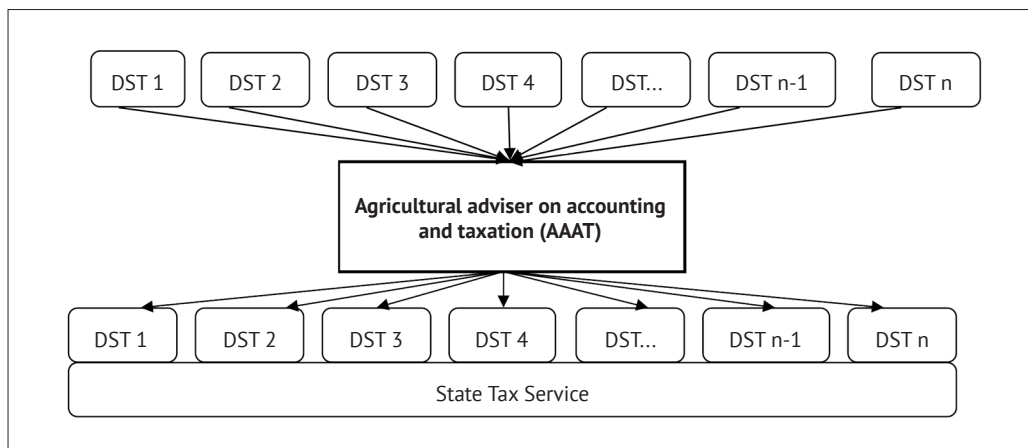 DST 1
DST 2
DST 3
DST 4
DST...
DST n-1
DST n
Agricultural adviser on accounting
and taxation (AAAT)
DST 1
DST 2
DST 3
DST 4
DST...
DST n-1
DST n
State Tax Service